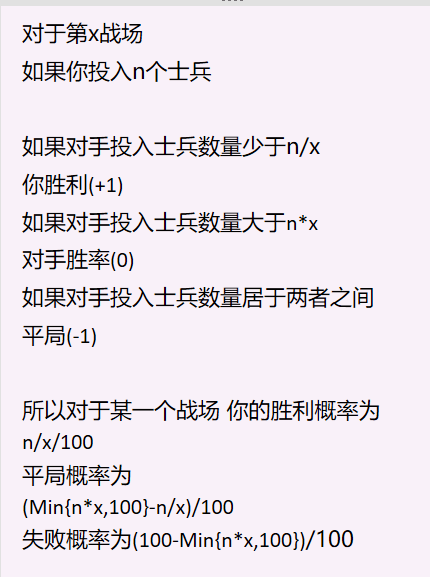 对于第x战场
如果你投入n个士兵
如果对手投入士兵数量少于n/x
你胜利(+1)
如果对手投入士兵数量大于n*x
对手胜率(0)
如果对手投入士兵数量居于两者之间
平局(-1)
所以对于某一个战场 你的胜利概率为
n/x/100
平局概率为
(Min{n*x,100}-n/x)/100
失败概率为(100-Min{n*x,100})/100